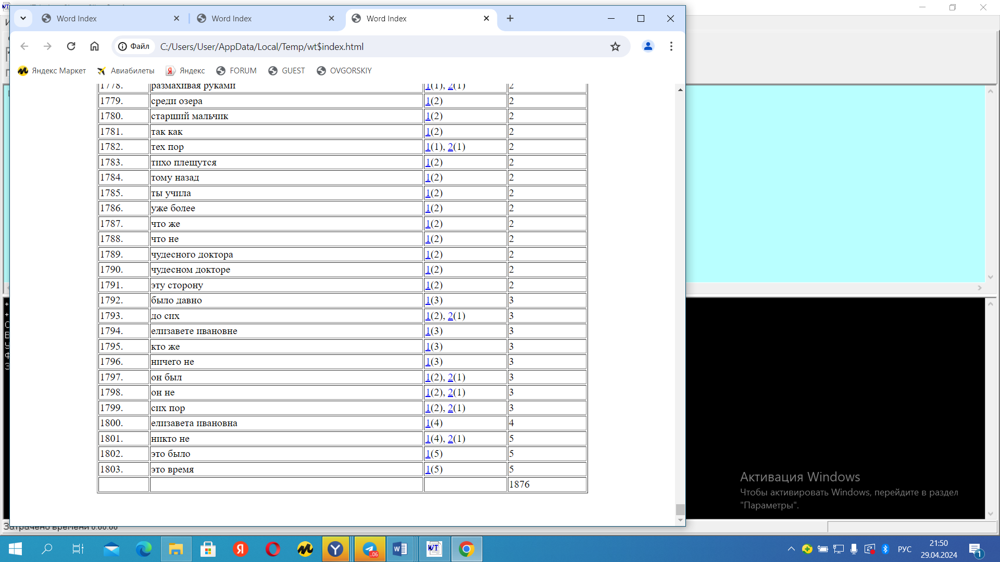 Word Index
Word Index
Word Index
Файл
C:/Users/User/AppData/Local/Temp/wt$index.html
Яндекс Маркет
Авиабилеты
Яндекс
FORUM
GUEST
OVGORSKIY
1778. размахивая руками 1(1), 2(1) 2
1779. среди озера 1(2) 2
1780. старший мальчик 1(2) 2
1781. так как 1(2) 2
1782. тех пор 1(1), 2(1) 2
1783. тихо плещутся 1(2) 2
1784. тому назад 1(2) 2
1785. ты учила 1(2) 2
1786. уже более 1(2) 2
1787. что же 1(2) 2
1788. что не 1(2) 2
1789. чудесного доктора 1(2) 2
1790. чудесном докторе 1(2) 2
1791. эту сторону 1(2) 2
1792. было давно 1(3) 3
1793. до сих 1(2), 2(1) 3
1794. елизавете ивановне 1(3) 3
1795. кто же 1(3) 3
1796. ничего не 1(3) 3
1797. он был 1(2), 2(1) 3
1798. он не 1(2), 2(1) 3
1799. сих пор 1(2), 2(1) 3
1800. елизавета ивановна 1(4) 4
1801. никто не 1(4), 2(1) 5
1802. это было 1(5) 5
1803. это время 1(5) 5
1876
Активация Windows
Чтобы активировать Windows, перейдите в раздел
"Параметры".
Затрачено времени 0:00:00
РУС
21:50
29.04.2024
1